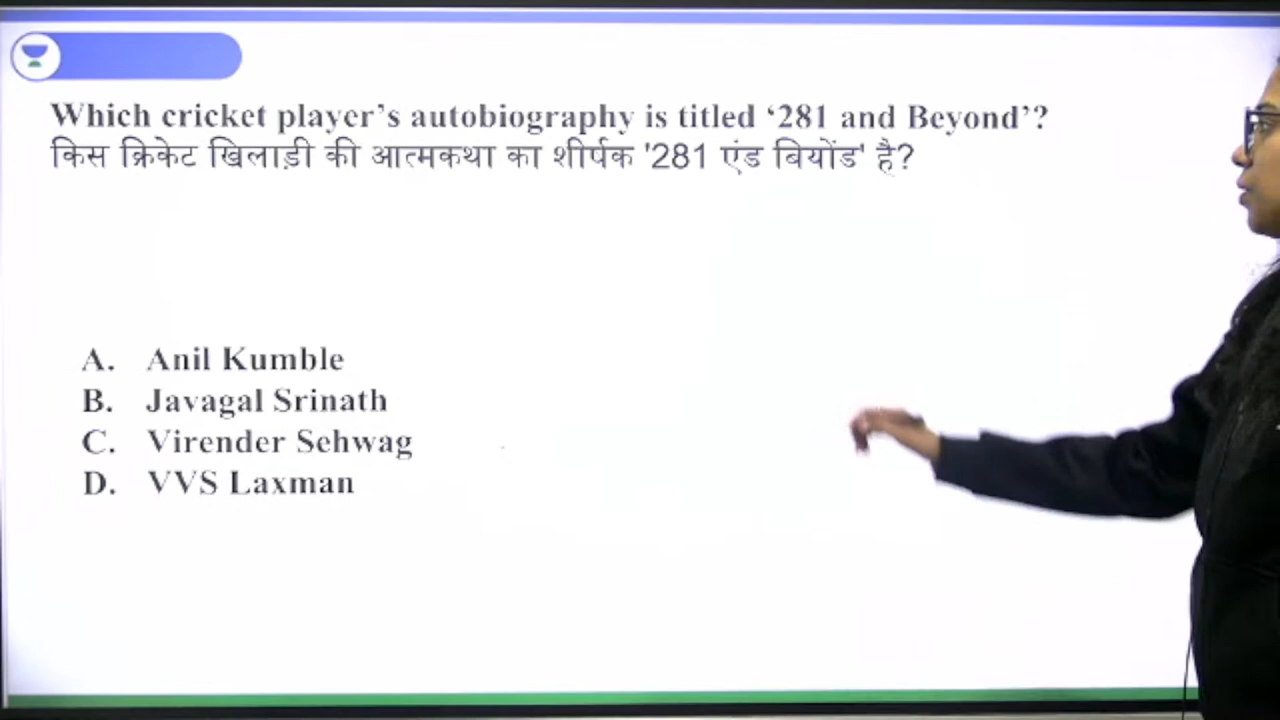 Which cricket player’s autobiography is titled ‘281 and Beyond’?
किस क्रिकेट खिलाड़ी की आत्मकथा का शीर्षक '281 एंड बियोंड' है?
A. Anil Kumble
B. Javagal Srinath
C. Virender Sehwag
D. VVS Laxman